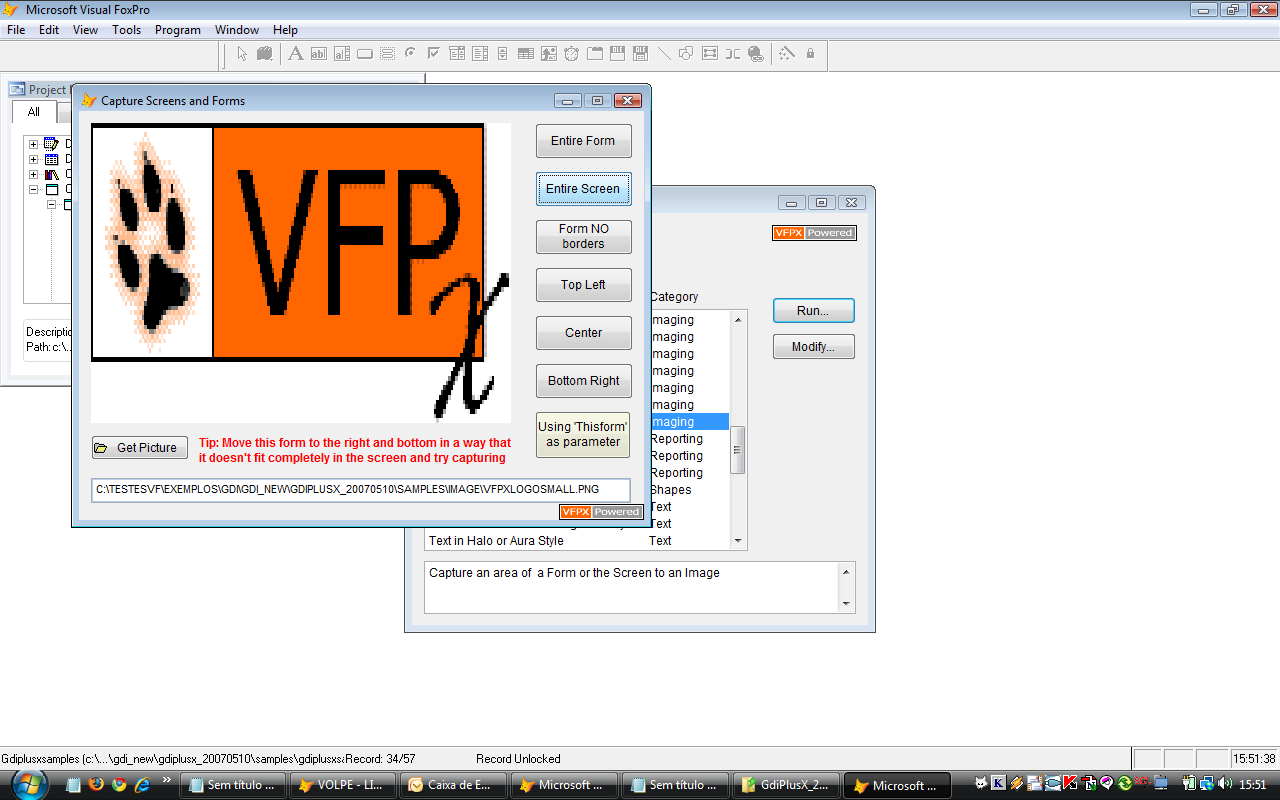 Microsoft Visual FoxPro
File Edit View Tools Program Window Help
Project
All
Capture Screens and Forms
VFPX
Entire Form
Entire Screen
Form NO
borders
Top Left
Center
Bottom Right
Using 'Thisform'
as parameter
Get Picture
Tip: Move this form to the right and bottom in a way that
it doesn't fit completely in the screen and try capturing
C:\TESTESVF\EXEMPLOS\GDI\GDI_NEW\GDIPLUSX_20070510\SAMPLES\IMAGE\VFPXLOGOSMALL.PNG
VFPX Powered
Path: c:\...
VFPX Powered
Category
Imaging
Imaging
Imaging
Imaging
Imaging
Imaging
Imaging
Reporting
Reporting
Reporting
Shapes
Text
Text
Text in Halo or Aura Style Text
Run...
Modify...
Capture an area of a Form or the Screen to an Image
Gdiplusxsamples (c:\...\gdi_new\gdiplusx_20070510\samples\gdiplusxs Record: 34/57 Record Unlocked 15:51:38
Sem título ... VOLPE - LI... Caixa de E... Microsoft ... Sem título ... GdiPlusX_2... Microsoft ... 15:51